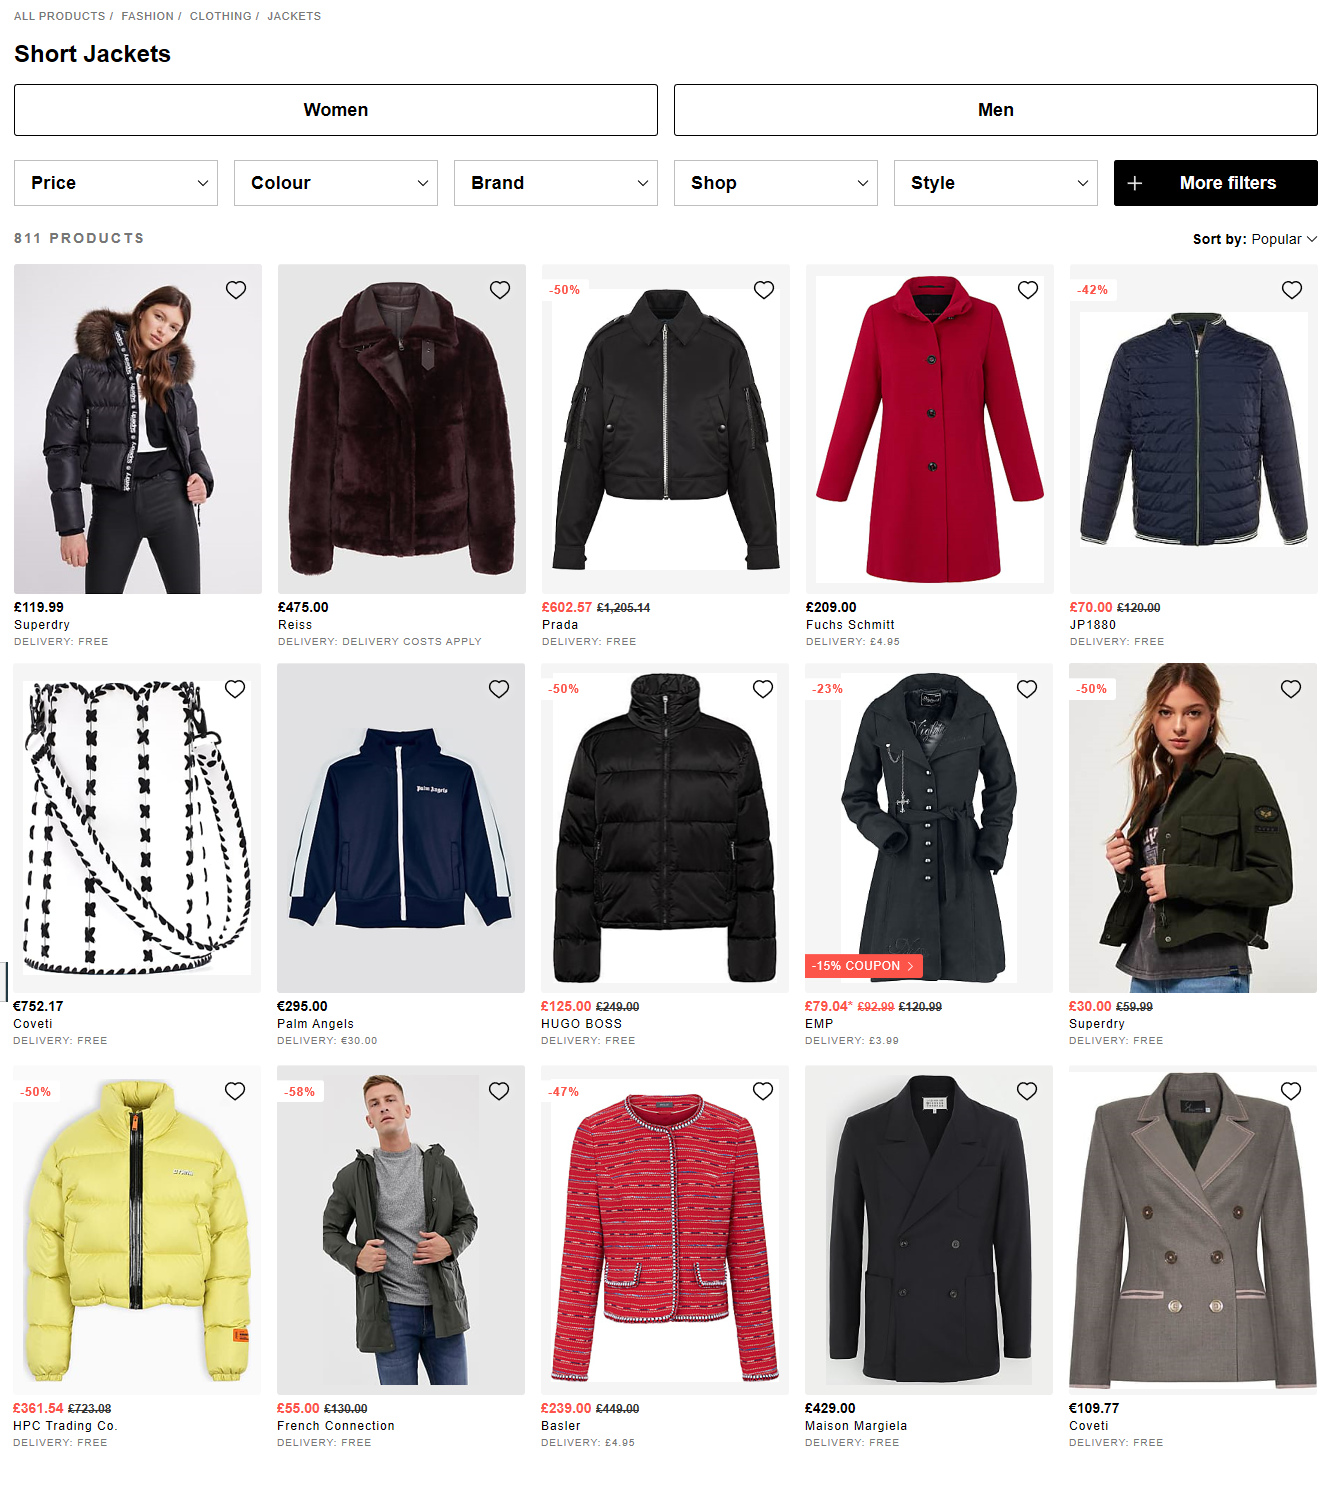 ALL PRODUCTS / FASHION / CLOTHING / JACKETS
Short Jackets
Women
Men
Price
Colour
Brand
Shop
Style
More filters
811 PRODUCTS
Sort by: Popular
-50%
-42%
£119.99
Superdry
DELIVERY: FREE
£475.00
Reiss
DELIVERY: DELIVERY COSTS APPLY
£602.57 £1,205.14
Prada
DELIVERY: FREE
£209.00
Fuchs Schmitt
DELIVERY: £4.95
£70.00 £120.00
JP1880
DELIVERY: FREE
Palm Angels
-50%
-23%
-15% COUPON
-50%
€752.17
Coveti
DELIVERY: FREE
€295.00
Palm Angels
DELIVERY: €30.00
£125.00 £249.00
HUGO BOSS
DELIVERY: FREE
£79.04* £92.99 £120.99
EMP
DELIVERY: £3.99
£30.00 £59.99
Superdry
DELIVERY: FREE
-50%
-58%
-47%
£361.54 £723.08
HPC Trading Co.
DELIVERY: FREE
£55.00 £130.00
French Connection
DELIVERY: FREE
£239.00 £449.00
Basler
DELIVERY: £4.95
£429.00
Maison Margiela
DELIVERY: FREE
€109.77
Coveti
DELIVERY: FREE